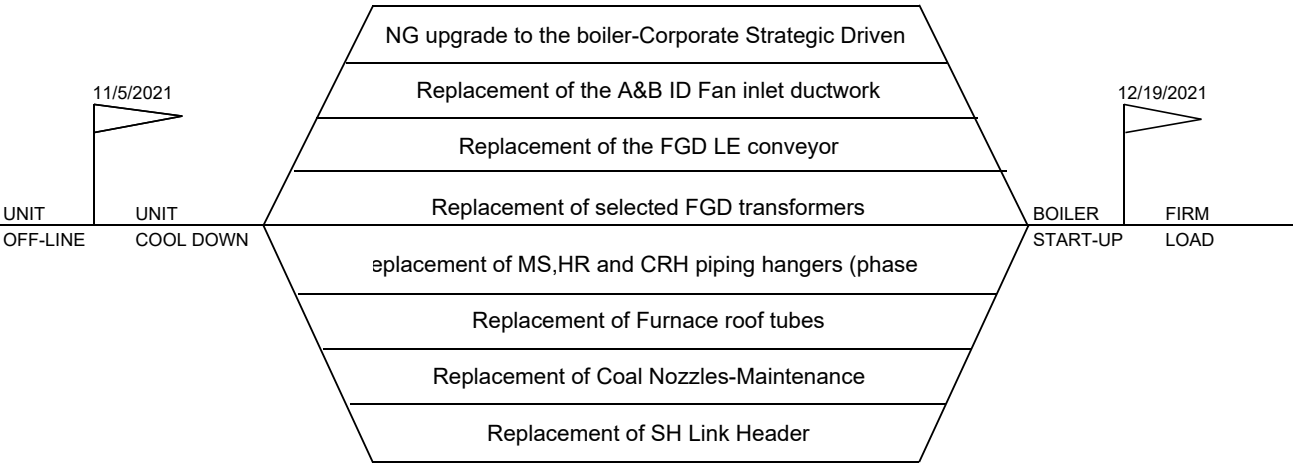 NG upgrade to the boiler-Corporate Strategic Driven
Replacement of the A&B ID Fan inlet ductwork
11/5/2021
12/19/2021
Replacement of the FGD LE conveyor
Replacement of selected FGD transformers
UNIT
OFF-LINE
UNIT
COOL DOWN
BOILER
START-UP
FIRM
LOAD
eplacement of MS,HR and CRH piping hangers (phase
Replacement of Furnace roof tubes
Replacement of Coal Nozzles-Maintenance
Replacement of SH Link Header